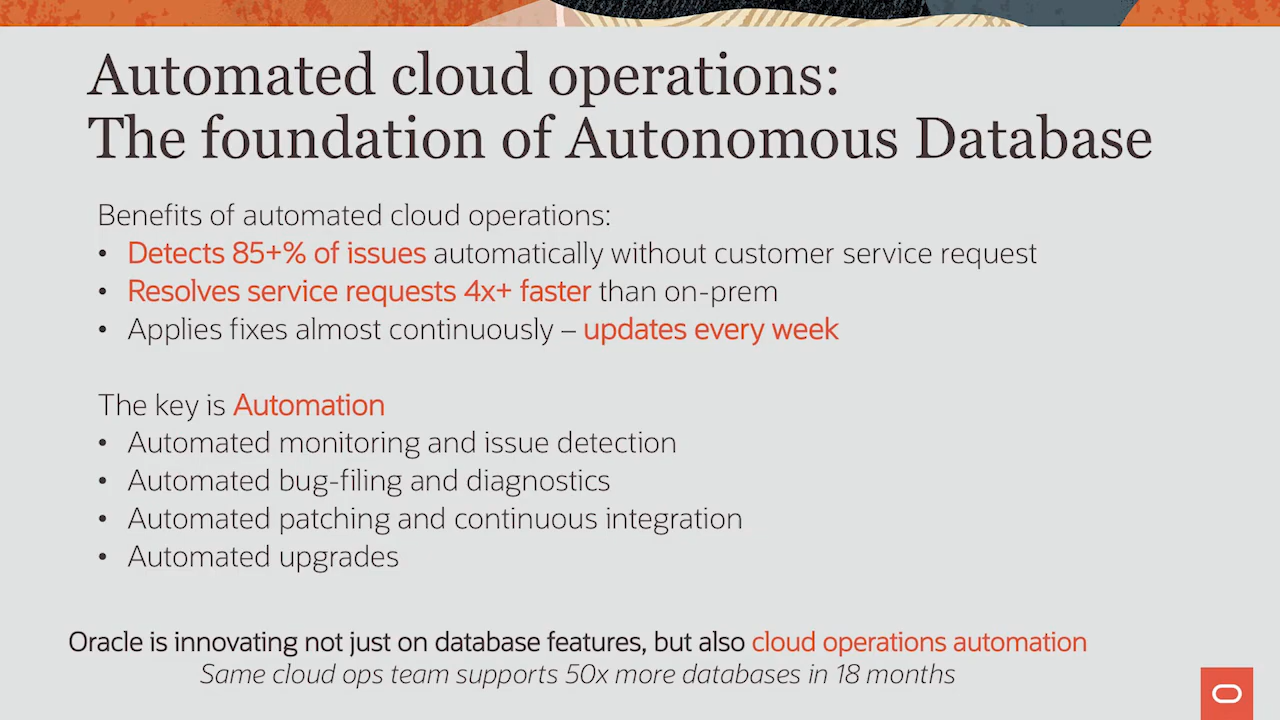 Automated cloud operations:
The foundation of Autonomous Database
Benefits of automated cloud operations:
• Detects 85+% of issues automatically without customer service request
• Resolves service requests 4x+ faster than on-prem
• Applies fixes almost continuously – updates every week
The key is Automation
• Automated monitoring and issue detection
• Automated bug-filing and diagnostics
• Automated patching and continuous integration
• Automated upgrades
Oracle is innovating not just on database features, but also cloud operations automation
Same cloud ops team supports 50x more databases in 18 months